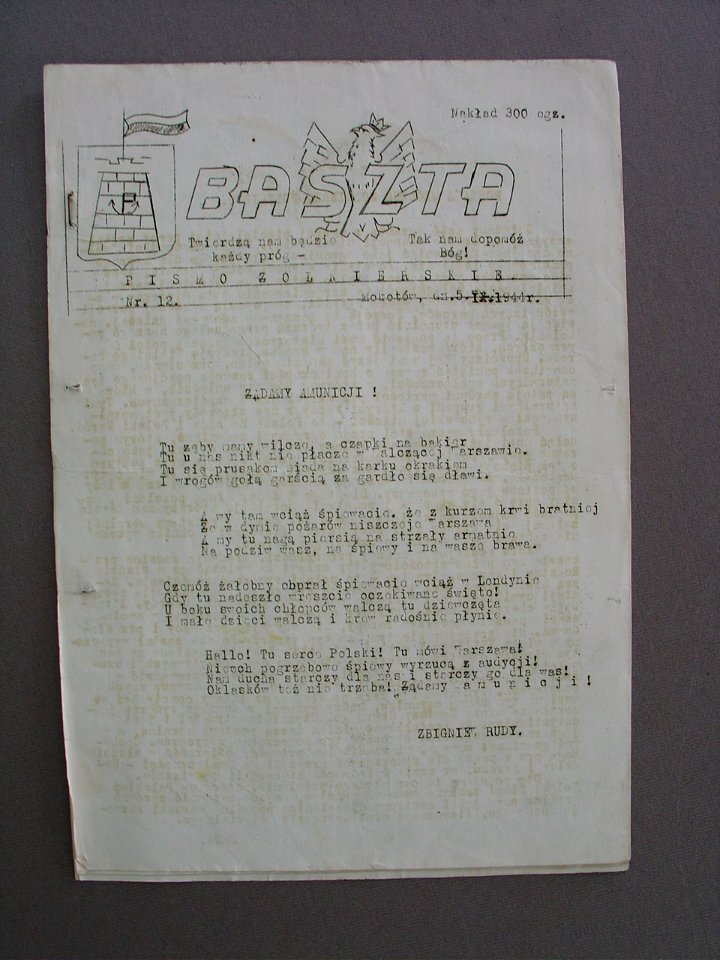 Nakład 300 egz.
BASZTA
Twierdzą nam będzie
każdy próg -
Tak nam dopomóż
Bóg!
PISMO ŻOŁNIERSKIE
Nr. 12.
Mokotów, dn.5.IX.1944r.
ŻĄDAMY AMUNICJI !
Tu zęby mamy wilcze, a czapki na bakier
Tu u nas nikt nie płacze w walczącej Warszawie.
Tu się prusakom siada na karku okrakiem
I wrogów gołą garścią za gardło się dławi.
A wy tam wciąż śpiewacie, że z kurzem krwi bratniej
Że w dymie pożarów niszczeje Warszawa
A my tu nagą piersią na strzały armatnie
Na podziw wasz, na śpiewy i na wasze brawa.
Czemóż żałobny chorał śpiewacie wciąż w Londynie
Gdy tu nadeszło wreszcie oczekiwane święto!
U boku swoich chłopców walczą tu dziewczęta
I małe dzieci walczą i krew radośnie płynie.
Hallo! Tu serce Polski! Tu mówi Warszawa!
Niech pogrzebowe śpiewy wyrzucą z audycji!
Nam ducha starczy dla nas i starczy go dla was!
Oklasków też nie trzeba! Żądamy a m u n i c j i !
ZBIGNIEW RUDY.